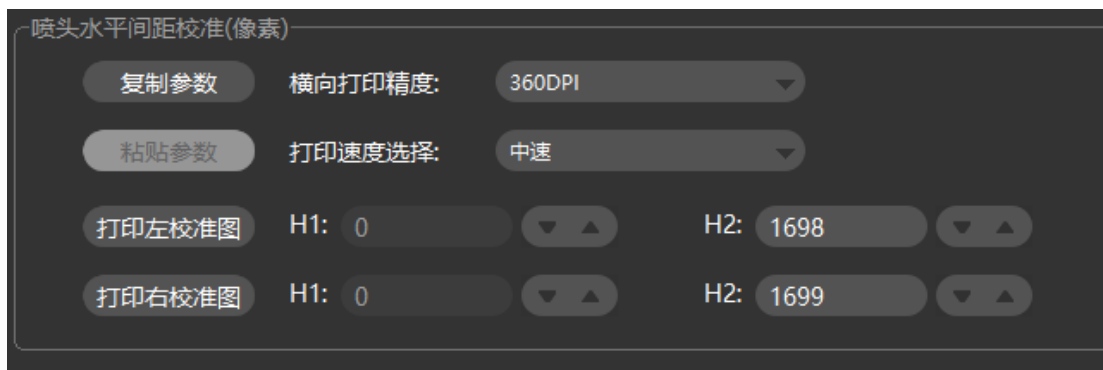 喷头水平间距校准(像素)
复制参数 横向打印精度: 360DPI
粘贴参数 打印速度选择: 中速
打印左校准图 H1: 0 H2: 1698
打印右校准图 H1: 0 H2: 1699